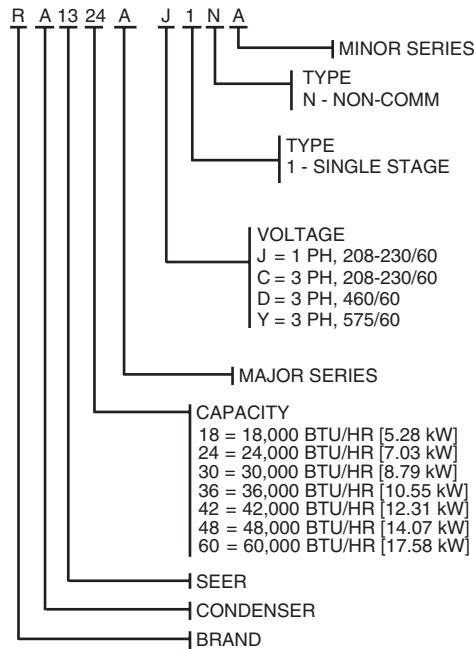 R A 13 24 A J 1 N A
MINOR SERIES
TYPE
N - NON-COMM
TYPE
1 - SINGLE STAGE
VOLTAGE
J = 1 PH, 208-230/60
C = 3 PH, 208-230/60
D = 3 PH, 460/60
Y = 3 PH, 575/60
MAJOR SERIES
CAPACITY
18 = 18,000 BTU/HR [5.28 kW]
24 = 24,000 BTU/HR [7.03 kW]
30 = 30,000 BTU/HR [8.79 kW]
36 = 36,000 BTU/HR [10.55 kW]
42 = 42,000 BTU/HR [12.31 kW]
48 = 48,000 BTU/HR [14.07 kW]
60 = 60,000 BTU/HR [17.58 kW]
SEER
CONDENSER
BRAND